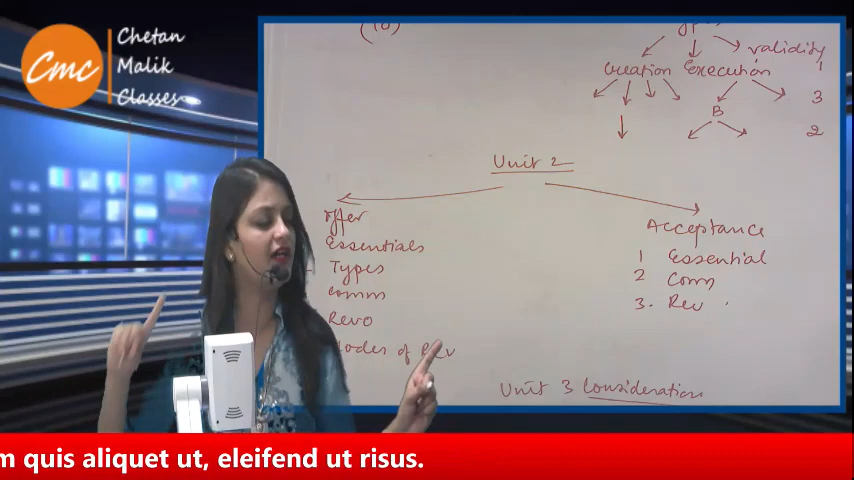 Chetan
Malik
Classes
cmc
(10)
validity
Creation Execution 1
3
B
2
Unit 2
Offer
Essentials
Types
Comm
Revo
Modes of Rev
Acceptance
1 Essential
2 Comm
3. Rev
Unit 3 Consideration
m quis aliquet ut, eleifend ut risus.